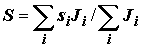 S = ∑_i s_i J_i / ∑_i J_i